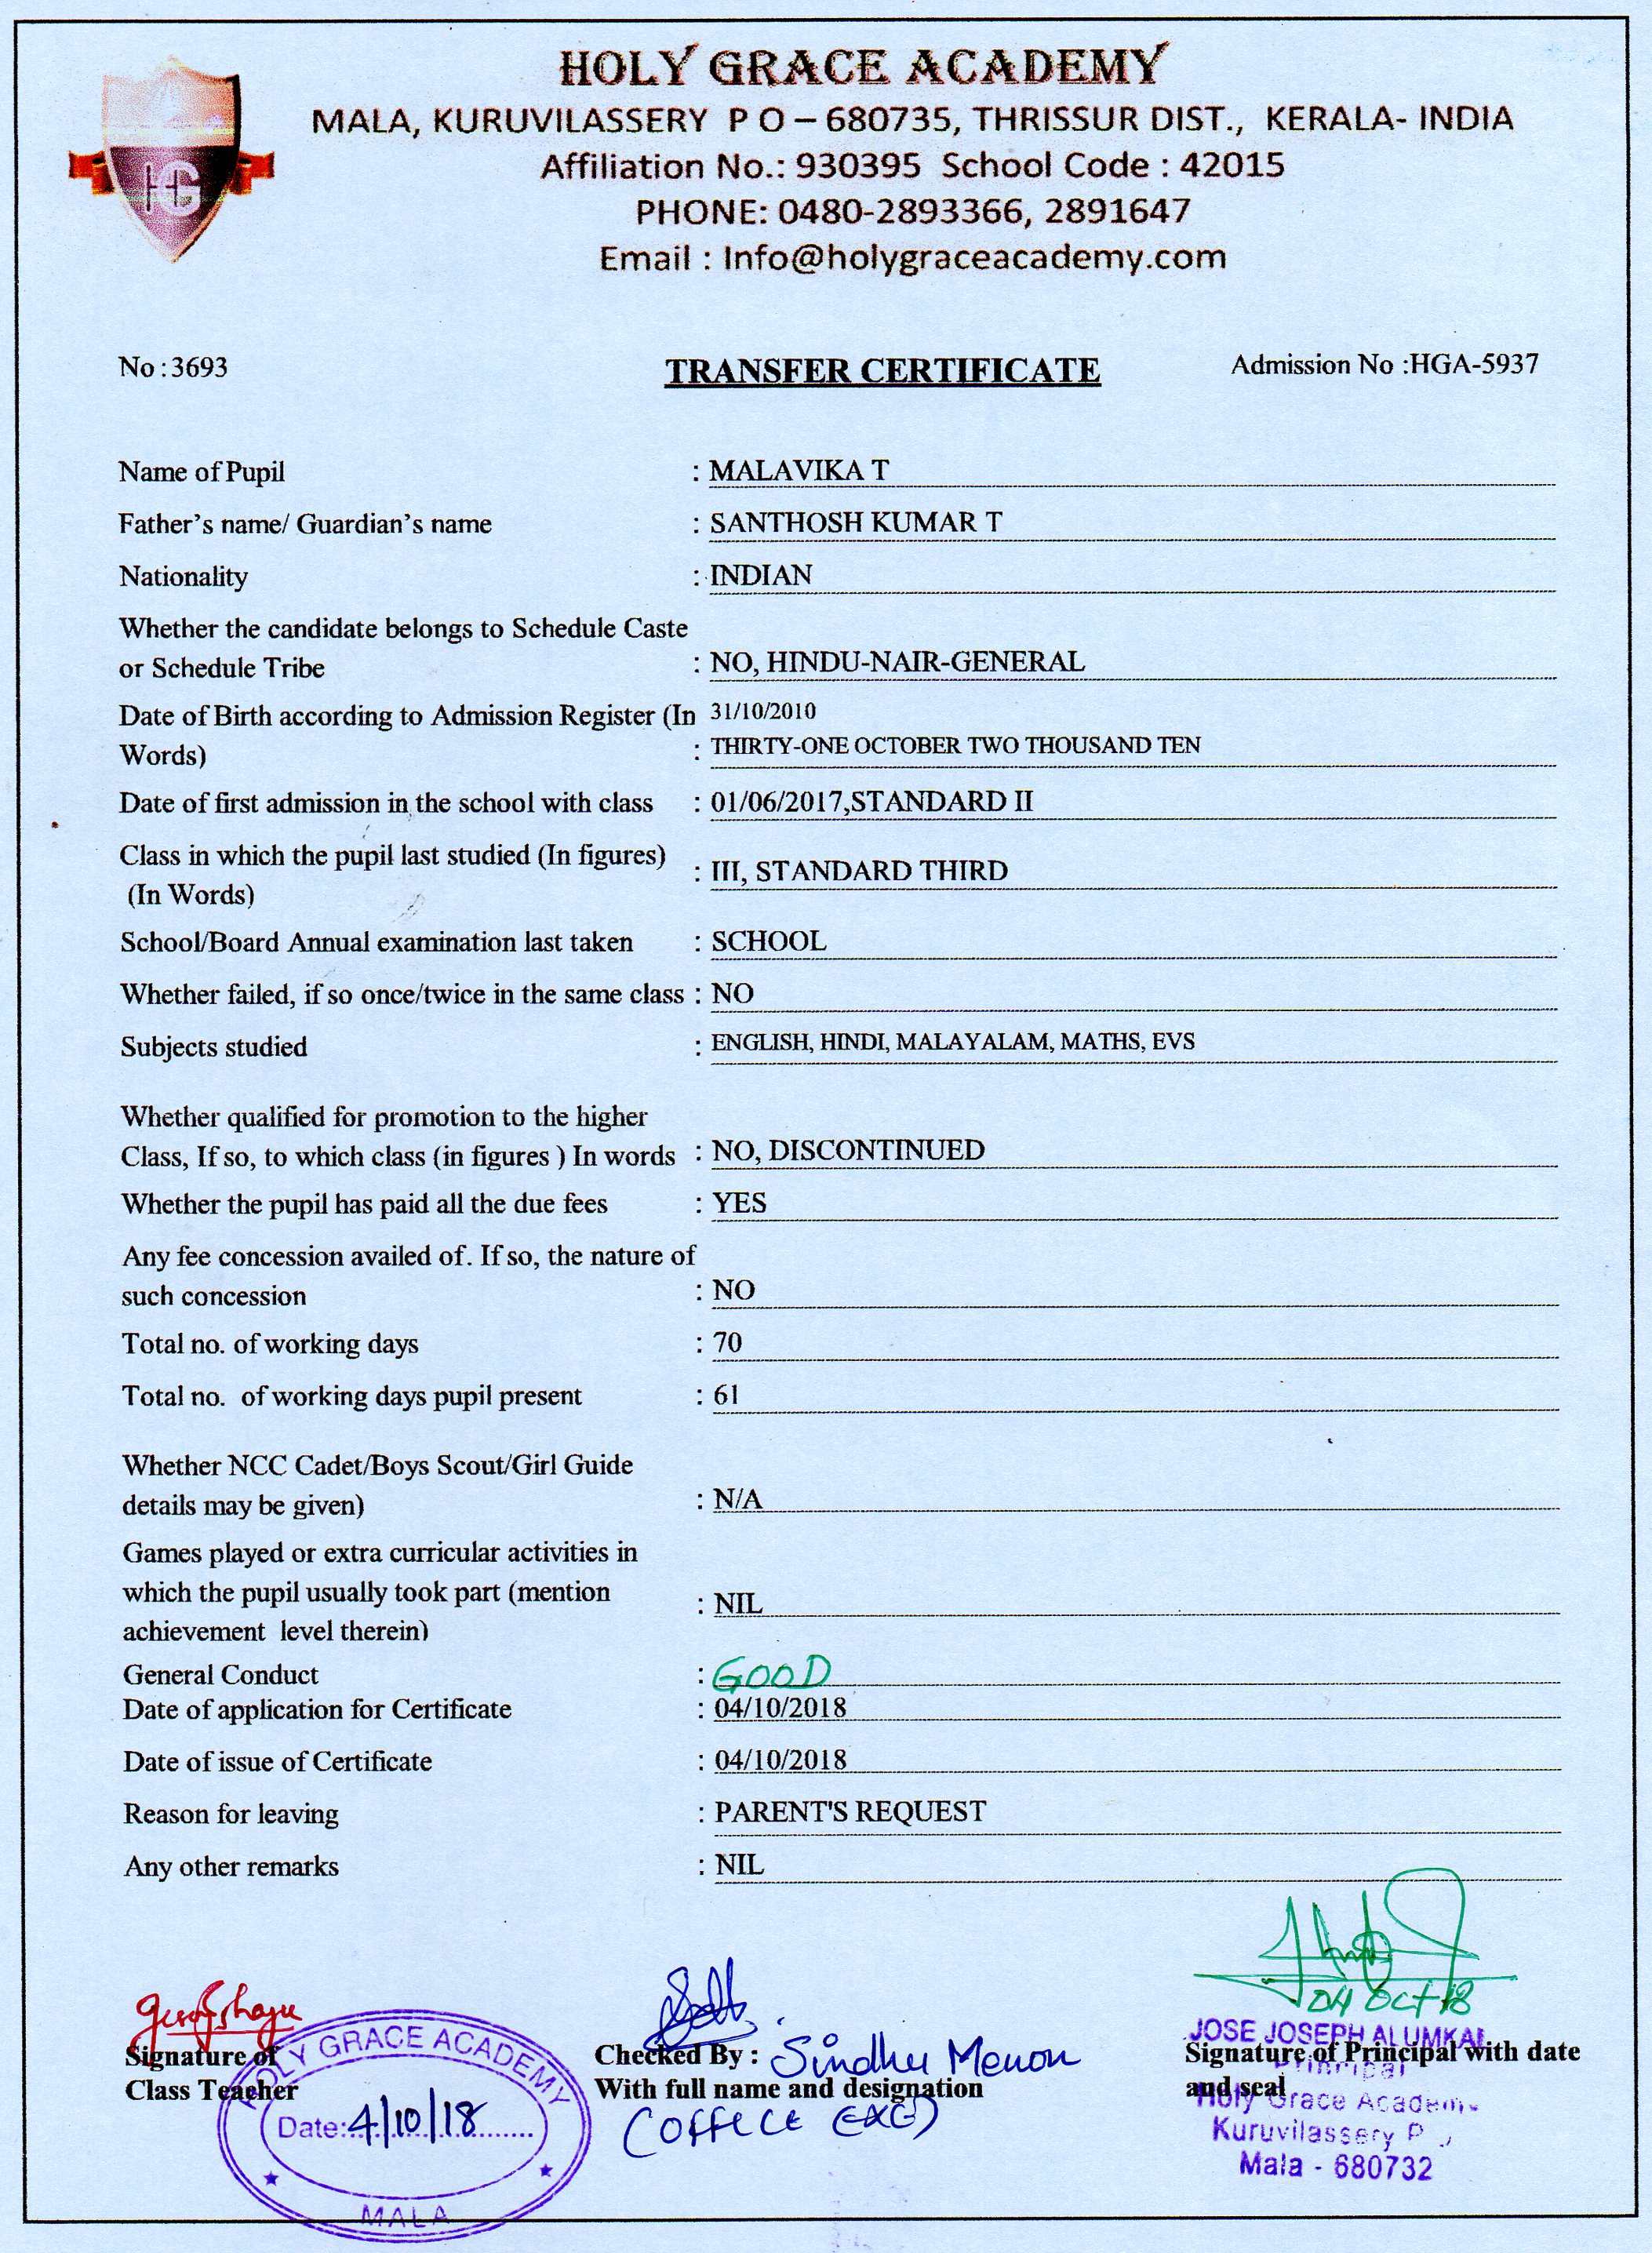 HOLY GRACE ACADEMY
MALA, KURUVILASSERY P O – 680735, THRISSUR DIST., KERALA- INDIA
Affiliation No.: 930395 School Code : 42015
PHONE: 0480-2893366, 2891647
Email : Info@holygraceacademy.com
HG
No : 3693 TRANSFER CERTIFICATE Admission No :HGA-5937
Name of Pupil : MALAVIKA T
Father's name/ Guardian's name : SANTHOSH KUMAR T
Nationality : INDIAN
Whether the candidate belongs to Schedule Caste
or Schedule Tribe : NO, HINDU-NAIR-GENERAL
Date of Birth according to Admission Register (In 31/10/2010
Words) : THIRTY-ONE OCTOBER TWO THOUSAND TEN
Date of first admission in the school with class : 01/06/2017,STANDARD II
Class in which the pupil last studied (In figures) : III, STANDARD THIRD
(In Words)
School/Board Annual examination last taken : SCHOOL
Whether failed, if so once/twice in the same class : NO
Subjects studied : ENGLISH, HINDI, MALAYALAM, MATHS, EVS
Whether qualified for promotion to the higher
Class, If so, to which class (in figures ) In words : NO, DISCONTINUED
Whether the pupil has paid all the due fees : YES
Any fee concession availed of. If so, the nature of
such concession : NO
Total no. of working days : 70
Total no. of working days pupil present : 61
Whether NCC Cadet/Boys Scout/Girl Guide
details may be given) : N/A
Games played or extra curricular activities in
which the pupil usually took part (mention : NIL
achievement level therein)
General Conduct : GOOD
Date of application for Certificate : 04/10/2018
Date of issue of Certificate : 04/10/2018
Reason for leaving : PARENT'S REQUEST
Any other remarks : NIL
04 Oct 18
Signature of
Class Teacher
HOLY GRACE ACADEMY
Date: 4/10/18
MALA
Checked By : Sindhu Menon
With full name and designation
(Office
JOSE JOSEPH ALUMKAL
Signature of Principal with date
Principal
and seal
Holy Grace Academy
Kuruvilassery P
Mala - 680732